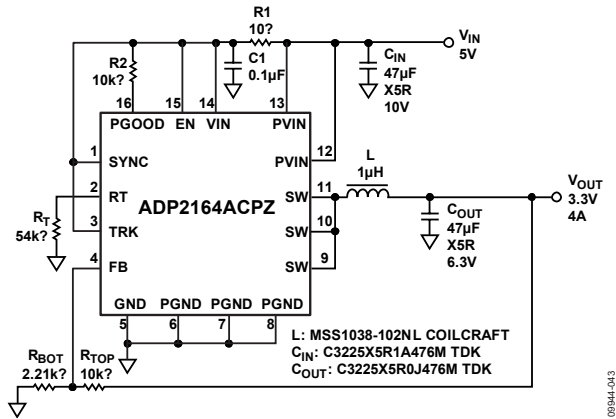 R1
10?
VIN
5V
R2
10k?
C1
0.1µF
CIN
47µF
X5R
10V
16
15
14
13
PGOOD EN VIN PVIN
1
SYNC
12
PVIN
2
RT
L
1µH
11
SW
ADP2164ACPZ
VOUT
3.3V
4A
RT
54k?
3
TRK
10
SW
COUT
47µF
X5R
6.3V
4
FB
9
SW
GND PGND PGND PGND
5
6
7
8
L: MSS1038-102NL COILCRAFT
CIN: C3225X5R1A476M TDK
COUT: C3225X5R0J476M TDK
RBOT
2.21k?
RTOP
10k?
09944-043